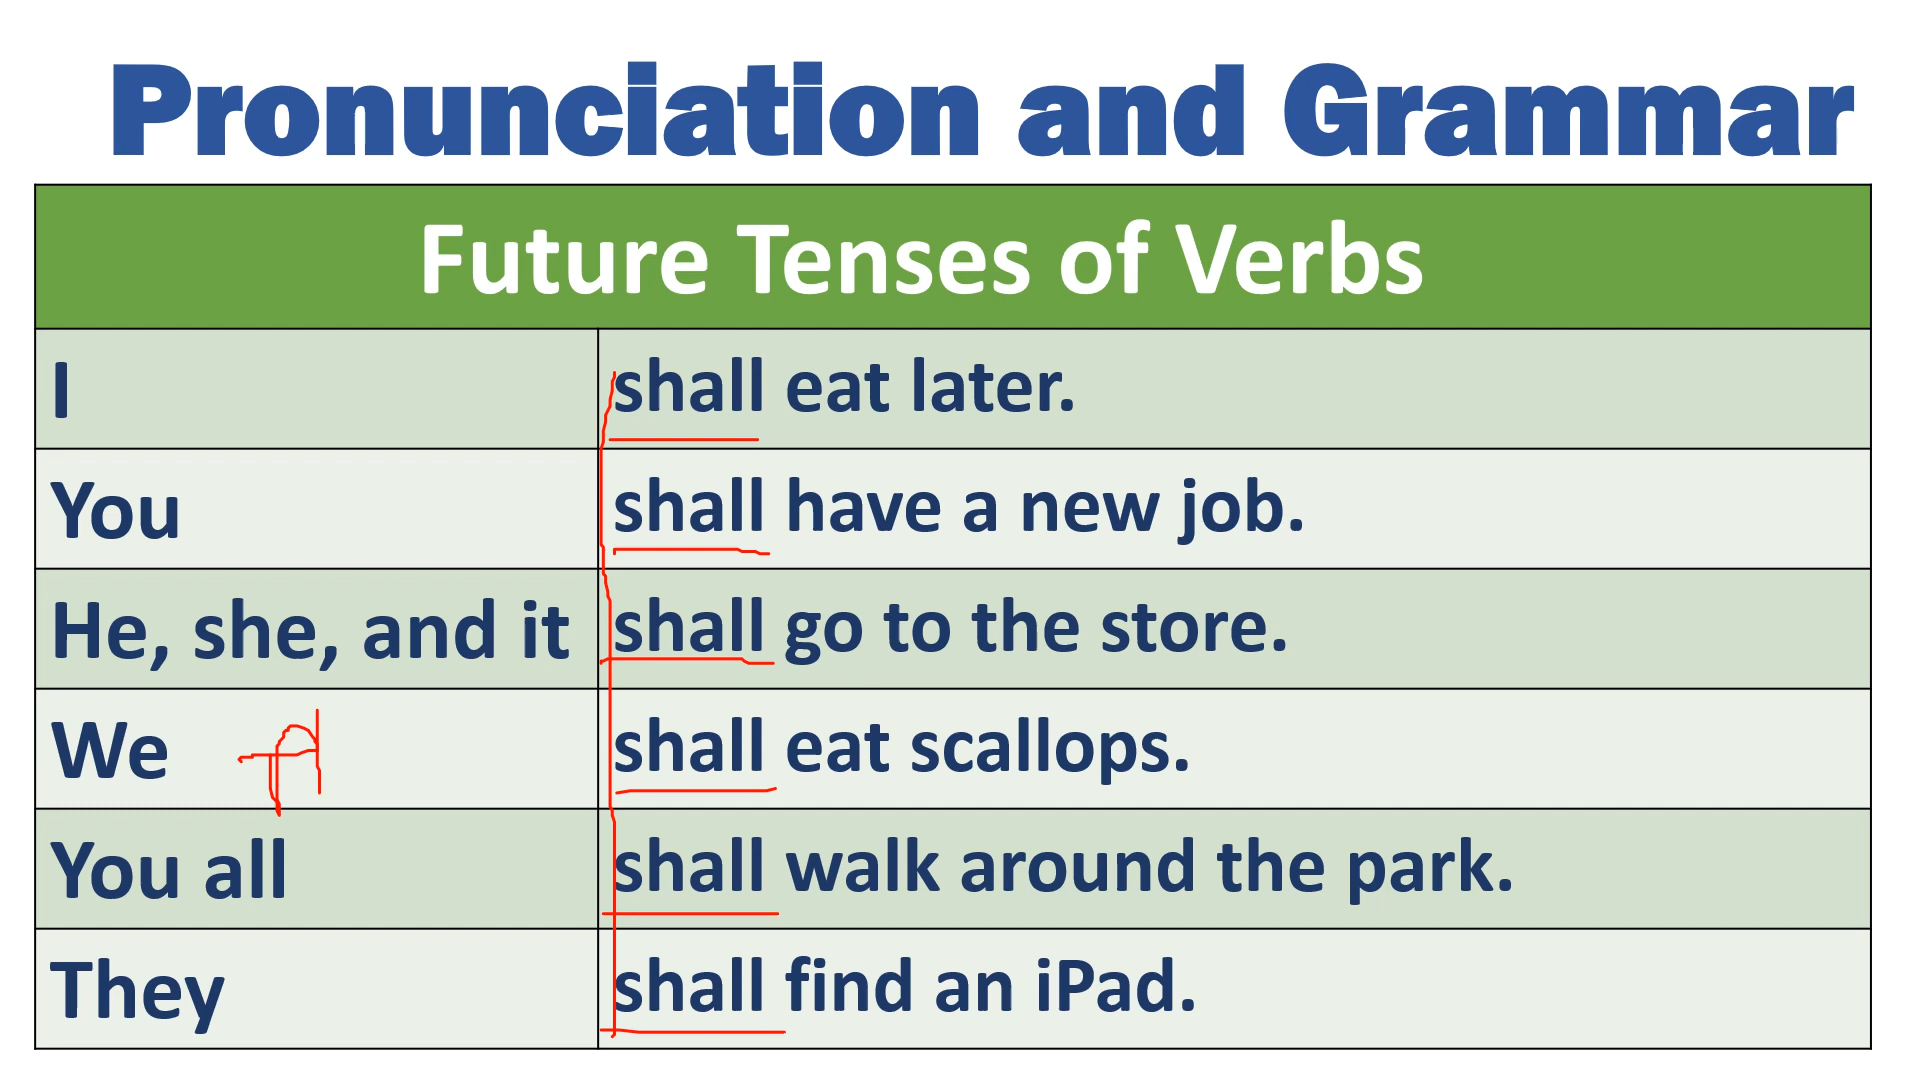 Pronunciation and Grammar
Future Tenses of Verbs
I shall eat later.
You shall have a new job.
He, she, and it shall go to the store.
We shall eat scallops.
You all shall walk around the park.
They shall find an iPad.